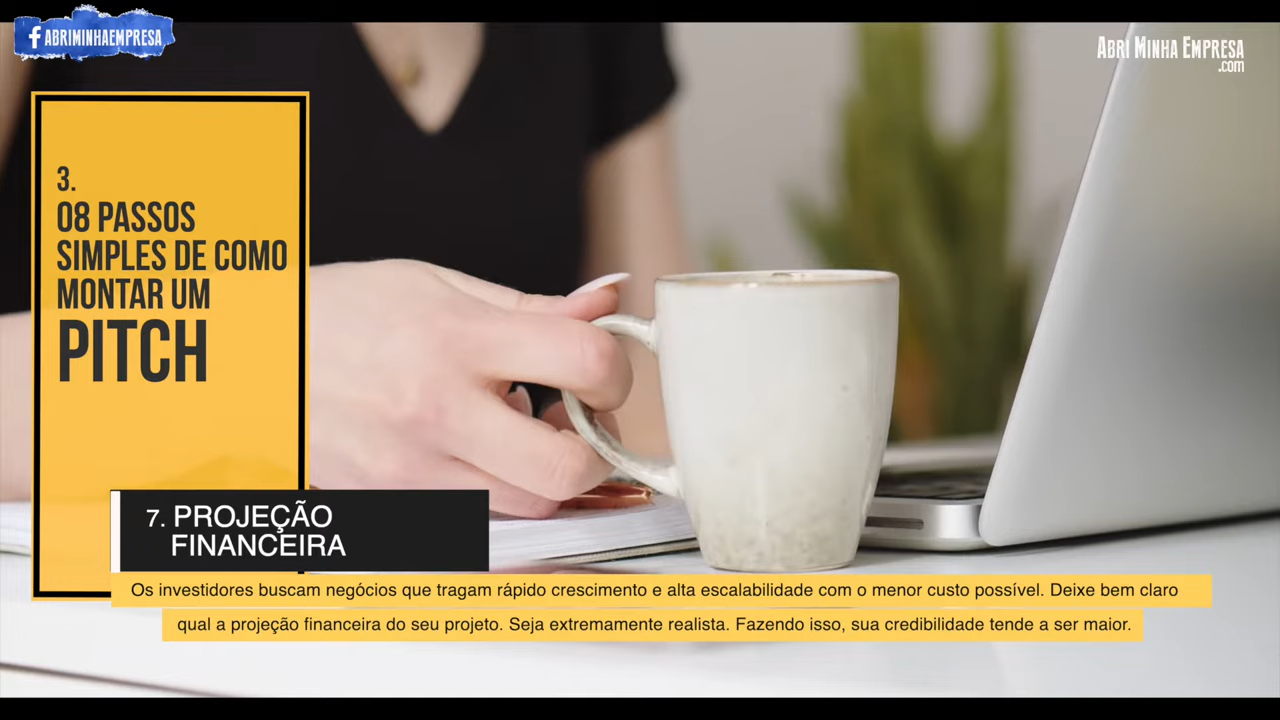 f ABRIMINHAEMPRESA
ABRI MINHA EMPRESA
.com
3.
08 PASSOS
SIMPLES DE COMO
MONTAR UM
PITCH
7. PROJEÇÃO
FINANCEIRA
Os investidores buscam negócios que tragam rápido crescimento e alta escalabilidade com o menor custo possível. Deixe bem claro
qual a projeção financeira do seu projeto. Seja extremamente realista. Fazendo isso, sua credibilidade tende a ser maior.